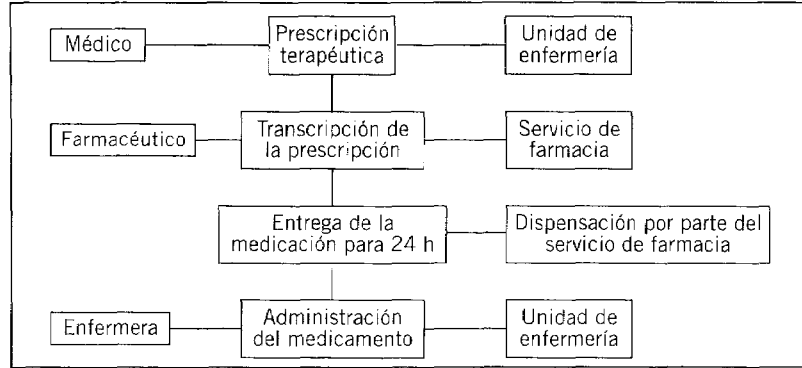 Médico
Prescripción
terapéutica
Unidad de
enfermería
Farmacéutico
Transcripción de
la prescripción
Servicio de
farmacia
Entrega de la
medicación para 24 h
Dispensación por parte del
servicio de farmacia
Enfermera
Administración
del medicamento
Unidad de
enfermería